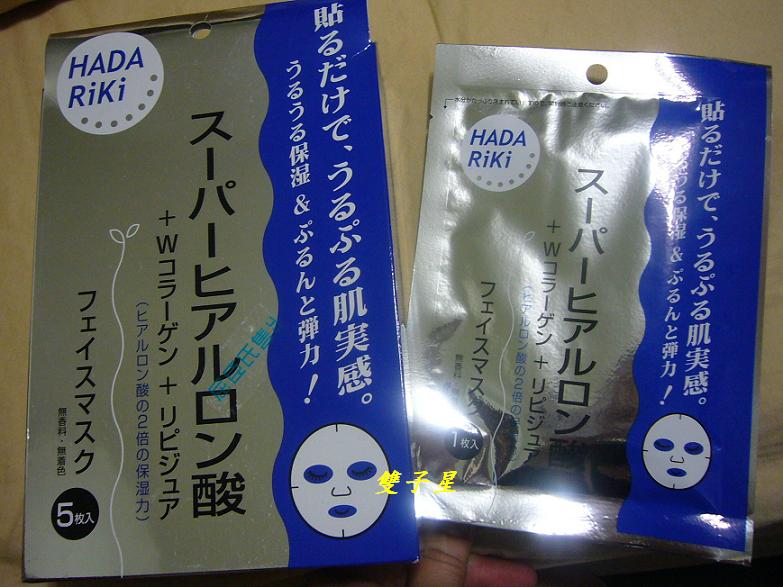 HADA
RiKi
貼るだけで、うるぷる肌実感。
うるうる保湿 & ぷるんと弾力!
スーパーヒアルロン酸
+Wコラーゲン+リピジュア
(ヒアルロン酸の2倍の保湿力)
フェイスマスク
無香料・無着色
5枚入
HADA
RiKi
貼るだけで、うるぷる肌実感。
うるうる保湿 & ぷるんと弾力!
スーパーヒアルロン酸
+Wコラーゲン+リピジュア
(ヒアルロン酸の2倍の保湿力)
フェイスマスク
無香料
1枚入
雙子星